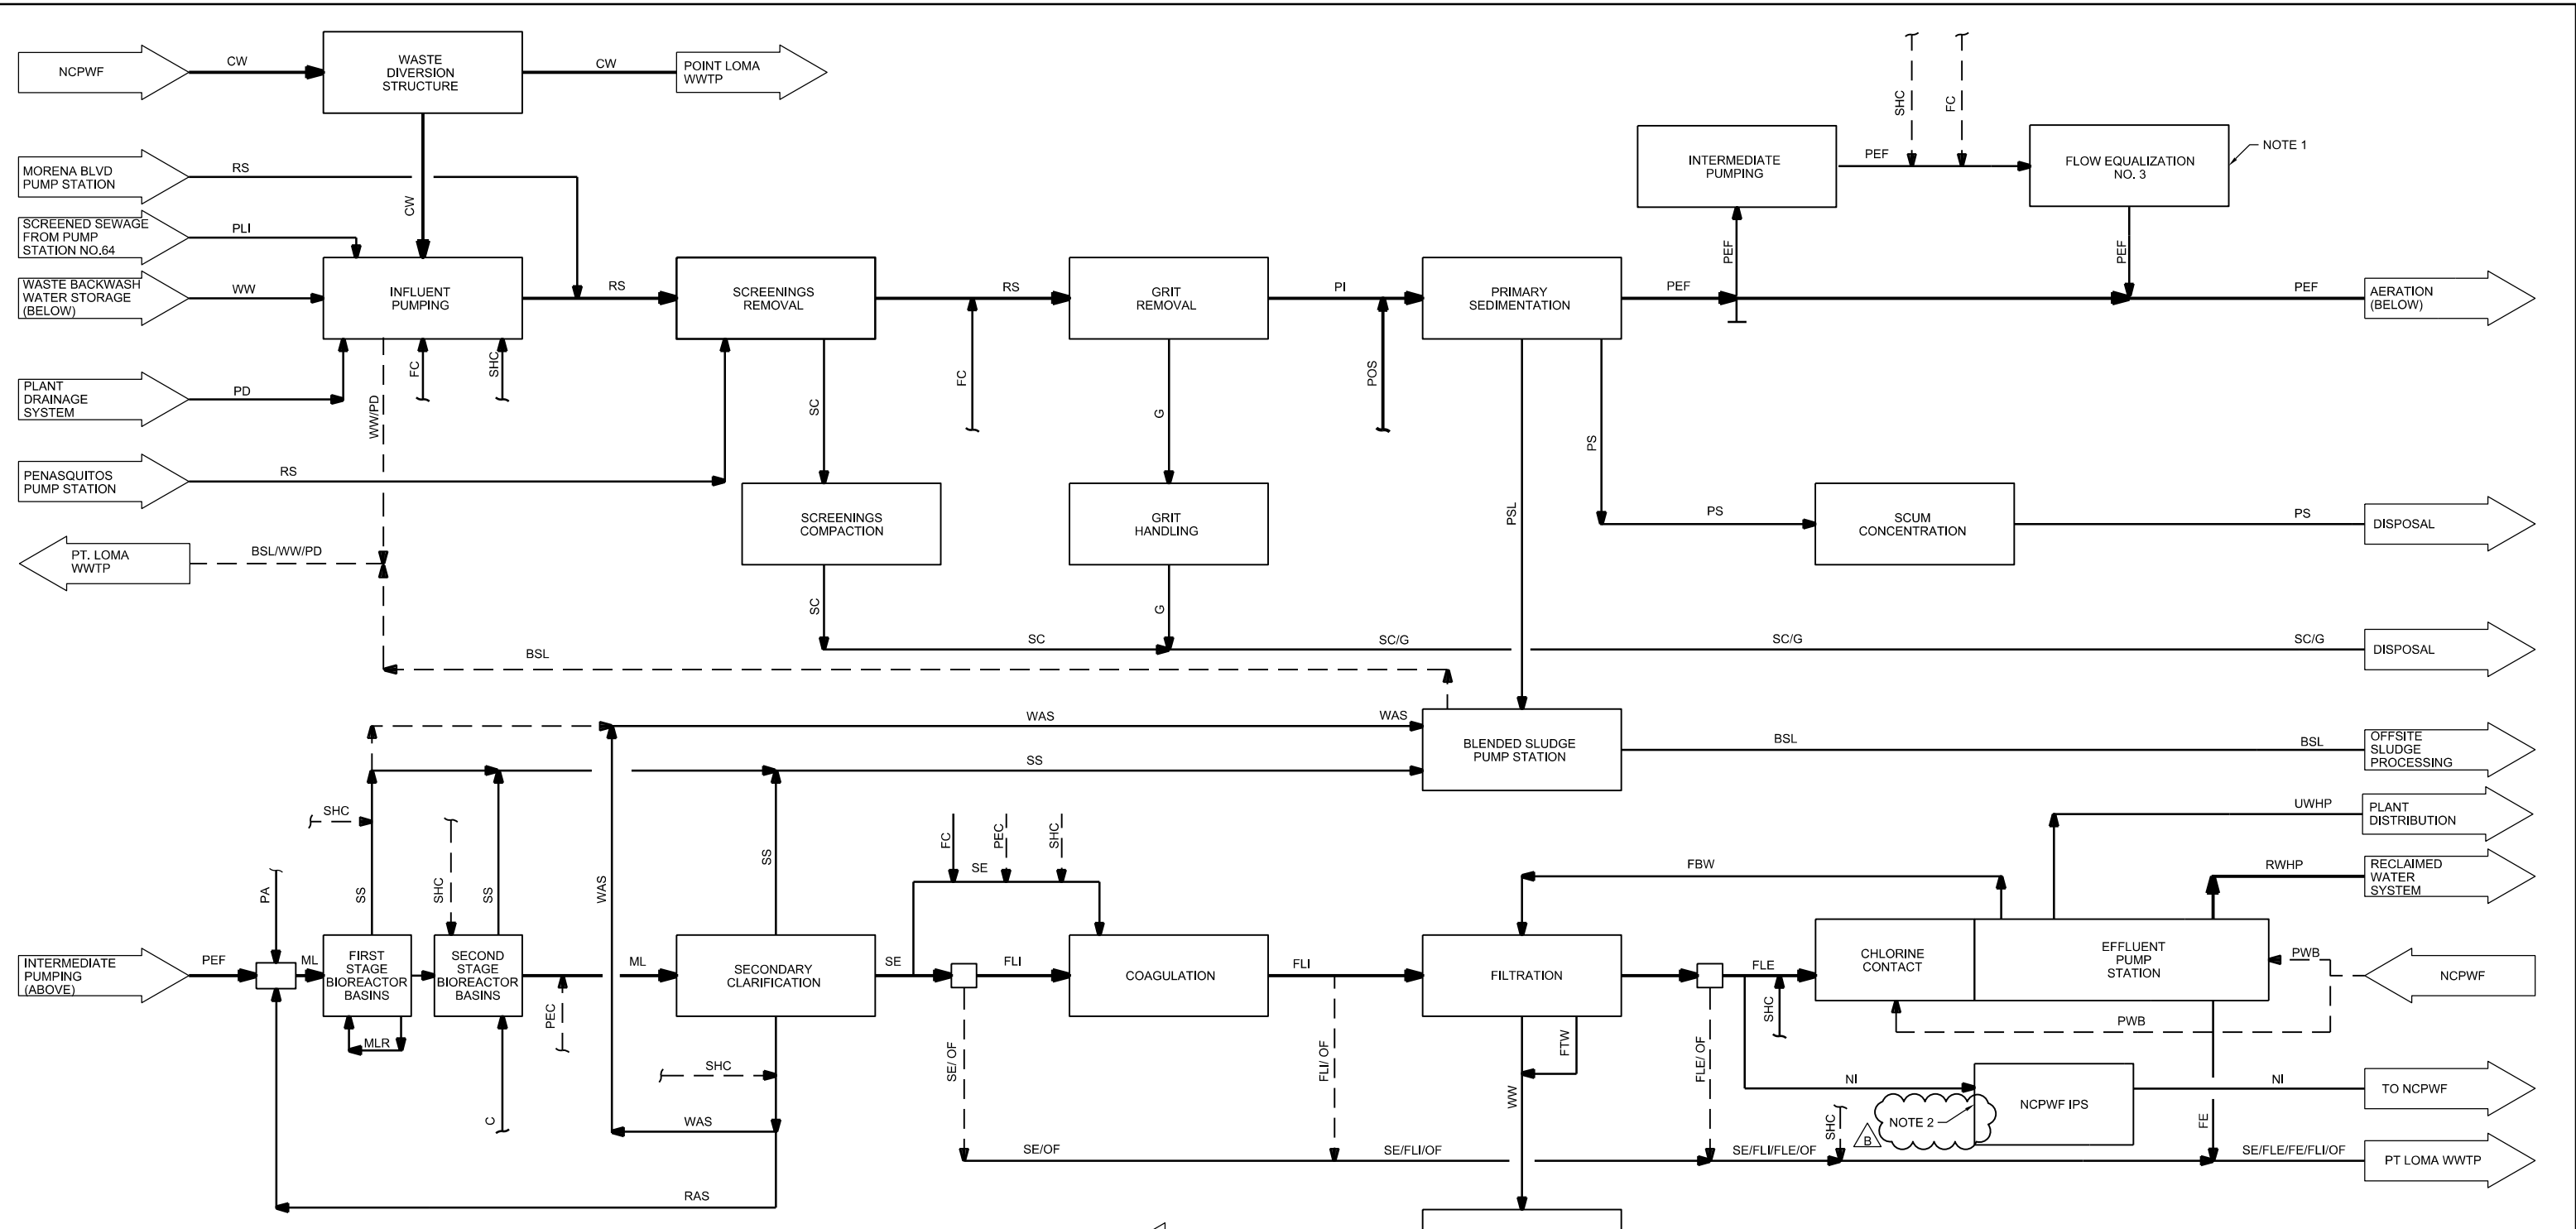 NCPWF
CW
WASTE
DIVERSION
STRUCTURE
CW
POINT LOMA
WWTP
SHC
FC
MORENA BLVD
PUMP STATION
RS
CW
INTERMEDIATE
PUMPING
PEF
FLOW EQUALIZATION
NO. 3
NOTE 1
SCREENED SEWAGE
FROM PUMP
STATION NO.64
PLI
PEF
PEF
WASTE BACKWASH
WATER STORAGE
(BELOW)
WW
INFLUENT
PUMPING
RS
SCREENINGS
REMOVAL
RS
GRIT
REMOVAL
PI
PRIMARY
SEDIMENTATION
PEF
PEF
AERATION
(BELOW)
PLANT
DRAINAGE
SYSTEM
PD
WW/PD
FC
SHC
SC
FC
G
POS
PS
PENASQUITOS
PUMP STATION
RS
SCREENINGS
COMPACTION
GRIT
HANDLING
PSL
PS
SCUM
CONCENTRATION
PS
DISPOSAL
PT. LOMA
WWTP
BSL/WW/PD
SC
G
SC
SC/G
SC/G
SC/G
DISPOSAL
BSL
WAS
WAS
BLENDED SLUDGE
PUMP STATION
BSL
BSL
OFFSITE
SLUDGE
PROCESSING
SS
SHC
UWHP
PLANT
DISTRIBUTION
PA
SS
SHC
SS
WAS
SS
FC
PEC
SHC
SE
FBW
RWHP
RECLAIMED
WATER
SYSTEM
INTERMEDIATE
PUMPING
(ABOVE)
PEF
ML
FIRST
STAGE
BIOREACTOR
BASINS
SECOND
STAGE
BIOREACTOR
BASINS
ML
SECONDARY
CLARIFICATION
SE
FLI
COAGULATION
FLI
FILTRATION
FLE
CHLORINE
CONTACT
EFFLUENT
PUMP
STATION
PWB
NCPWF
MLR
PEC
SHC
SE/ OF
FLI/ OF
FTW
FLE/ OF
SHC
PWB
C
WAS
WW
NI
NCPWF IPS
NI
TO NCPWF
NOTE 2
B
SHC
FE
SE/OF
SE/FLI/OF
SE/FLI/FLE/OF
SE/FLE/FE/FLI/OF
PT LOMA WWTP
RAS